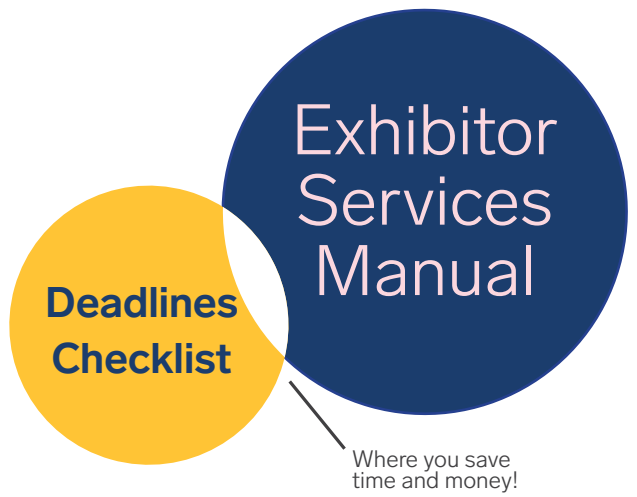 Exhibitor
Services
Manual
Deadlines
Checklist
Where you save
time and money!